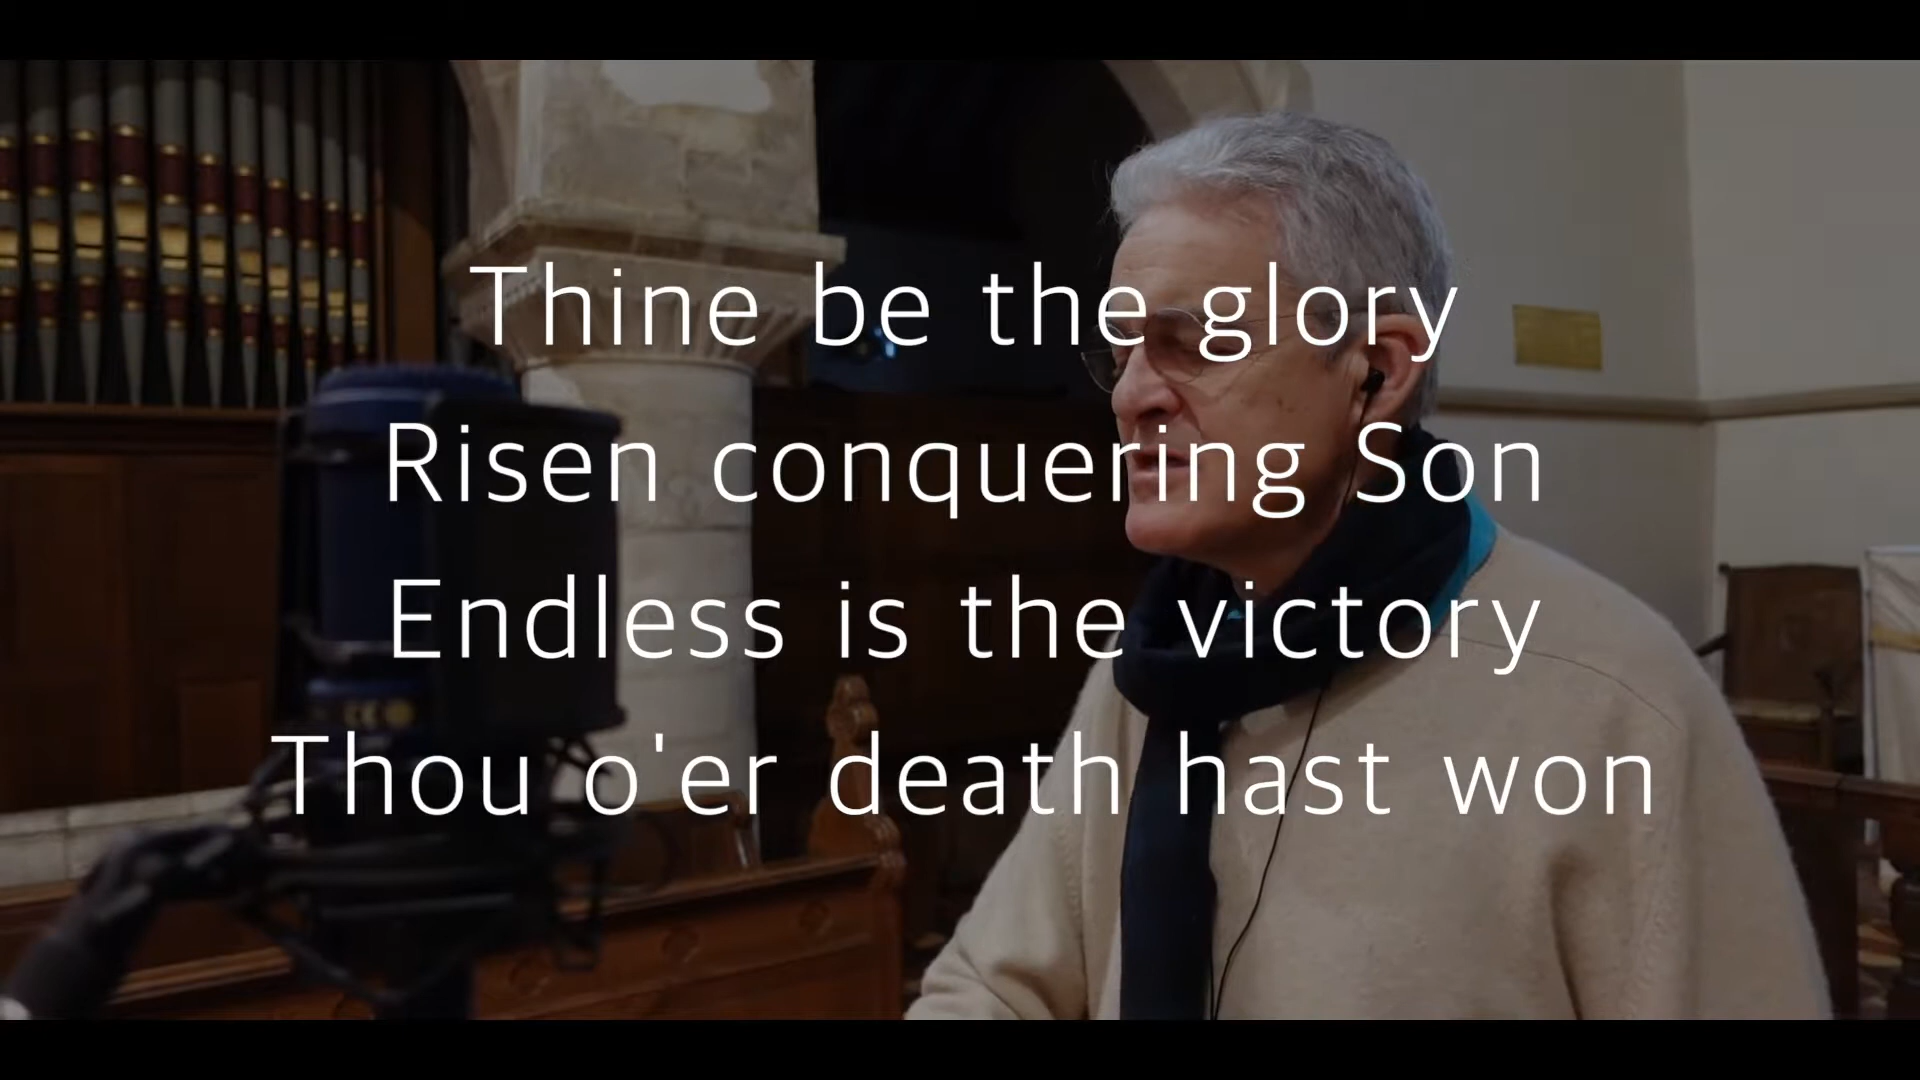 Thine be the glory
Risen conquering Son
Endless is the victory
Thou o'er death hast won